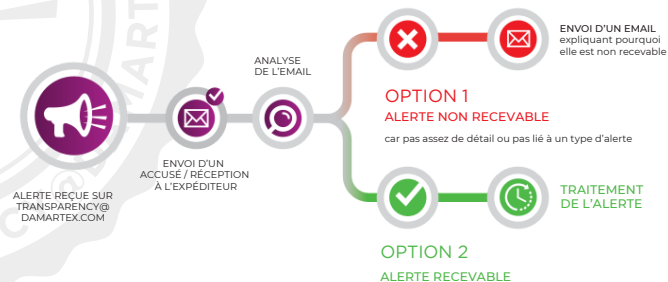 ALERTE REÇUE SUR
TRANSPARENCY@
DAMARTEX.COM
ENVOI D'UN
ACCUSÉ / RÉCEPTION
À L'EXPÉDITEUR
ANALYSE
DE L'EMAIL
ENVOI D'UN EMAIL
expliquant pourquoi
elle est non recevable
OPTION 1
ALERTE NON RECEVABLE
car pas assez de détail ou pas lié à un type d'alerte
TRAITEMENT
DE L'ALERTE
OPTION 2
ALERTE RECEVABLE